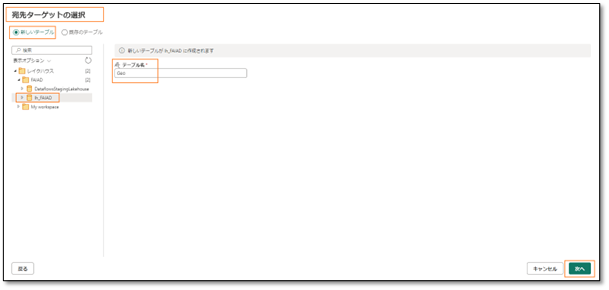 宛先ターゲットの選択
新しいテーブル
既存のテーブル
検索
表示オプション
レイクハウス
FAIAD
DataflowsStagingLakehouse
lh_FAIAD
My workspace
新しいテーブルが lh_FAIAD に作成されます
テーブル名 *
Geo
戻る
キャンセル
次へ